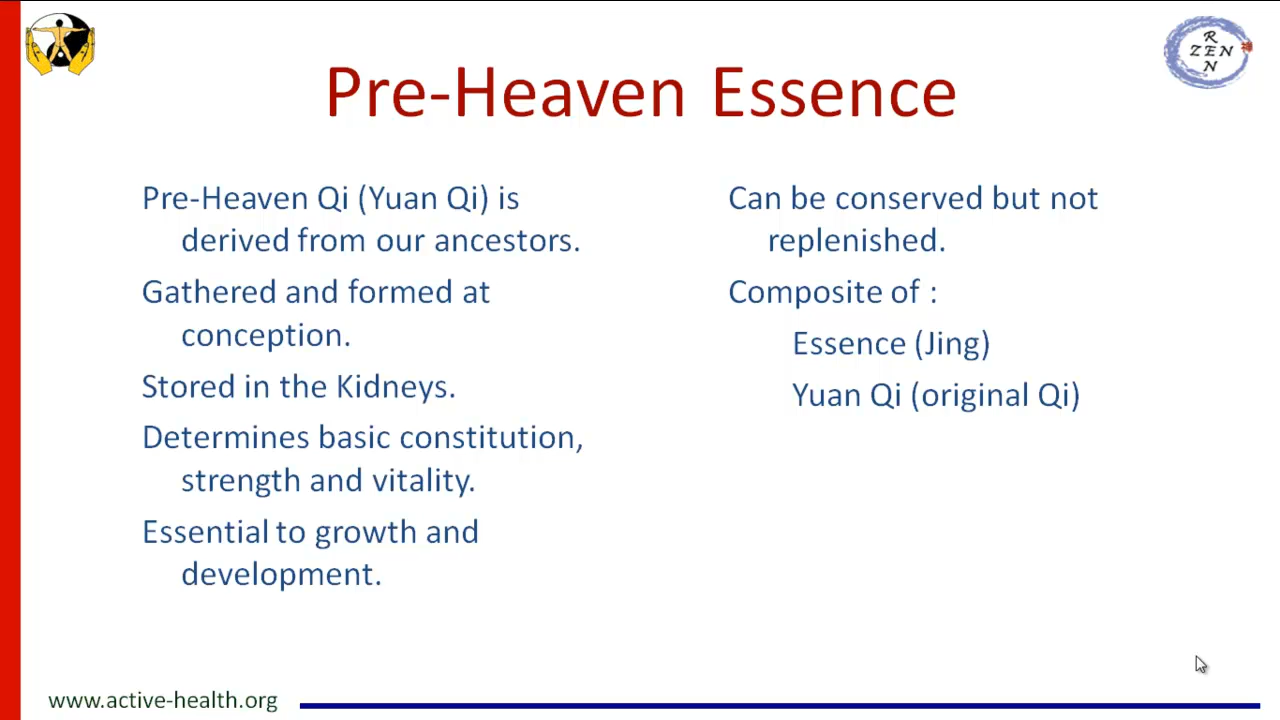 Pre-Heaven Essence
Pre-Heaven Qi (Yuan Qi) is
derived from our ancestors.
Gathered and formed at
conception.
Stored in the Kidneys.
Determines basic constitution,
strength and vitality.
Essential to growth and
development.
Can be conserved but not
replenished.
Composite of :
Essence (Jing)
Yuan Qi (original Qi)
R
ZEN
N
www.active-health.org